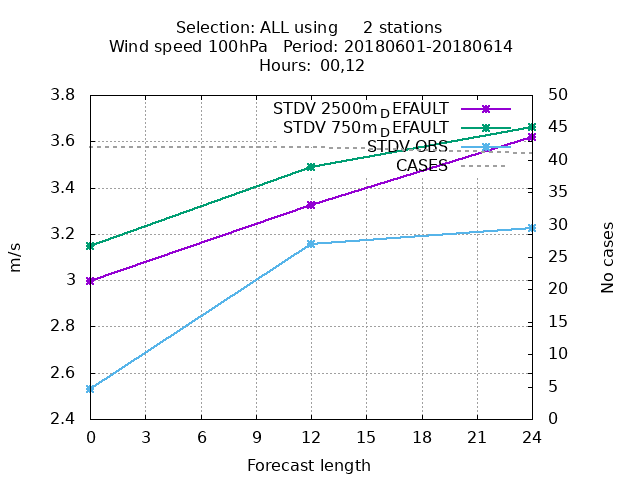 Selection: ALL using     2 stations
Wind speed 100hPa   Period: 20180601-20180614
Hours: 00,12
3.8
3.6
3.4
3.2
3
2.8
2.6
2.4
50
45
40
35
30
25
20
15
10
5
0
STDV 2500m_DEFAULT
STDV 750m_DEFAULT
STDV OBS
CASES
m/s
No cases
0 3 6 9 12 15 18 21 24
Forecast length